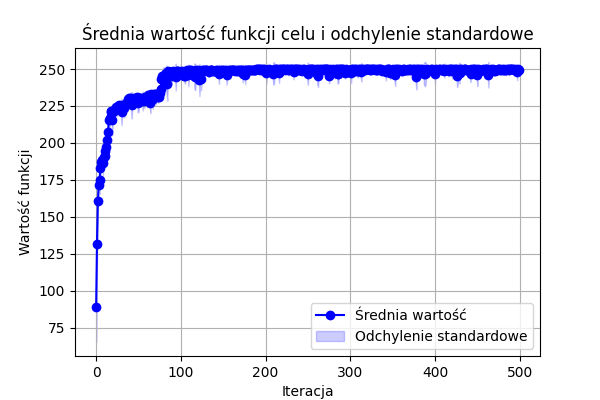 Średnia wartość funkcji celu i odchylenie standardowe
250
225
200
175
150
125
100
75
Wartość funkcji
Średnia wartość
Odchylenie standardowe
0 100 200 300 400 500
Iteracja